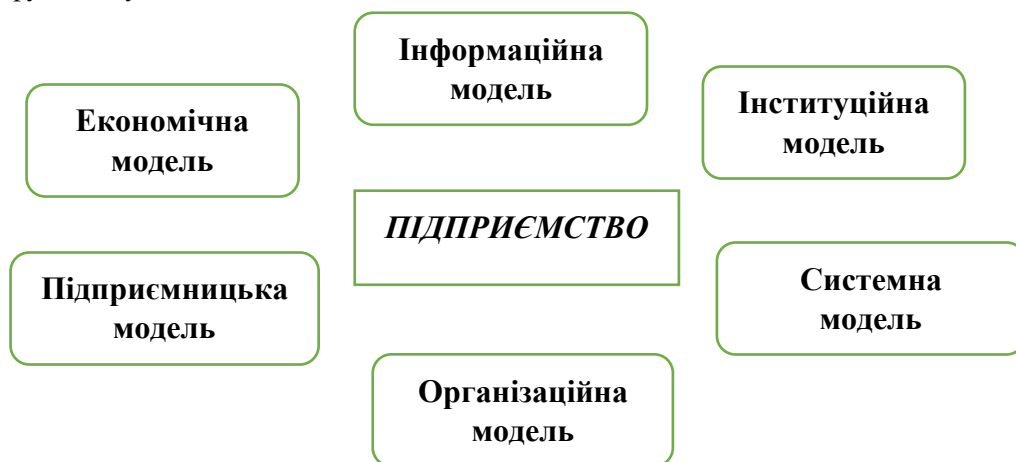 Інформаційна
модель
Економічна
модель
Інституційна
модель
ПІДПРИЄМСТВО
Підприємницька
модель
Системна
модель
Організаційна
модель